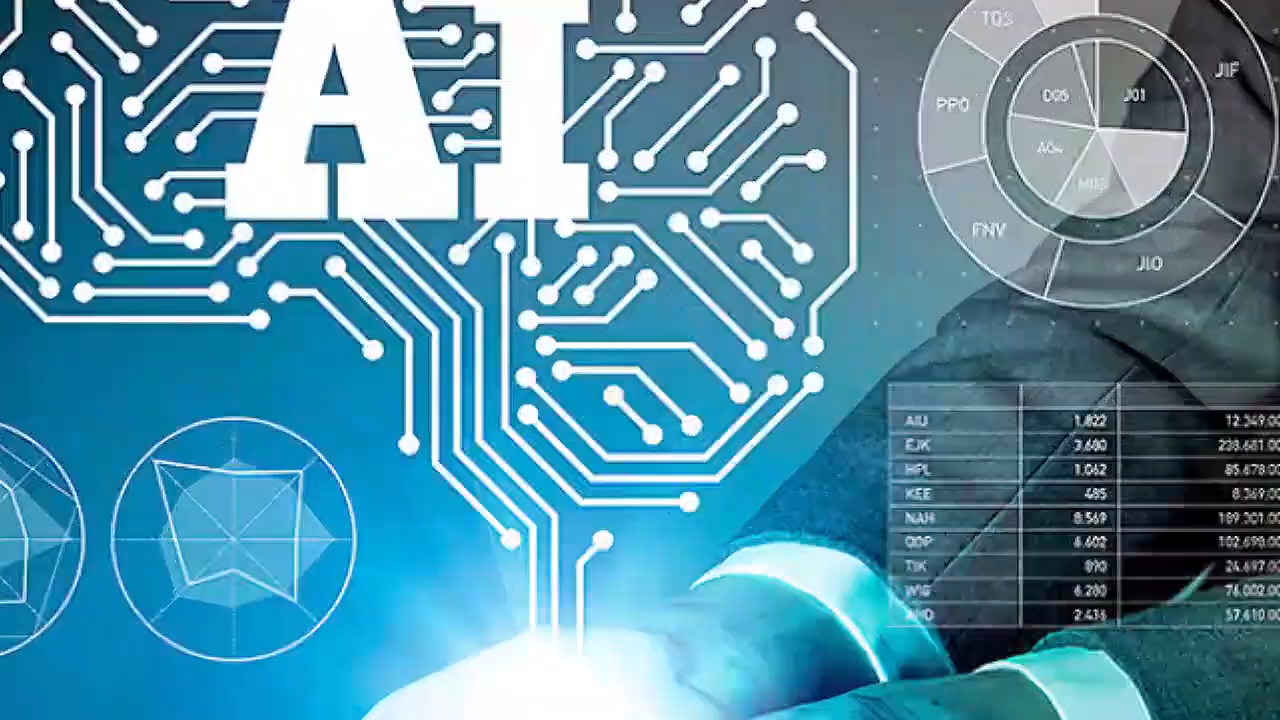 AI
TQS
JIF
PPO
D05
J01
A04
FNV
JIO
AIU 1.822 12.349.00
EJK 3.680 238.681.00
HPL 1.062 85.678.00
KEE 485 8.369.00
NAH 8.569 189.301.00
QDP 6.602 102.698.00
TIK 890 24.697.00
WIG 6.280 76.002.00
2.436 57.610.00